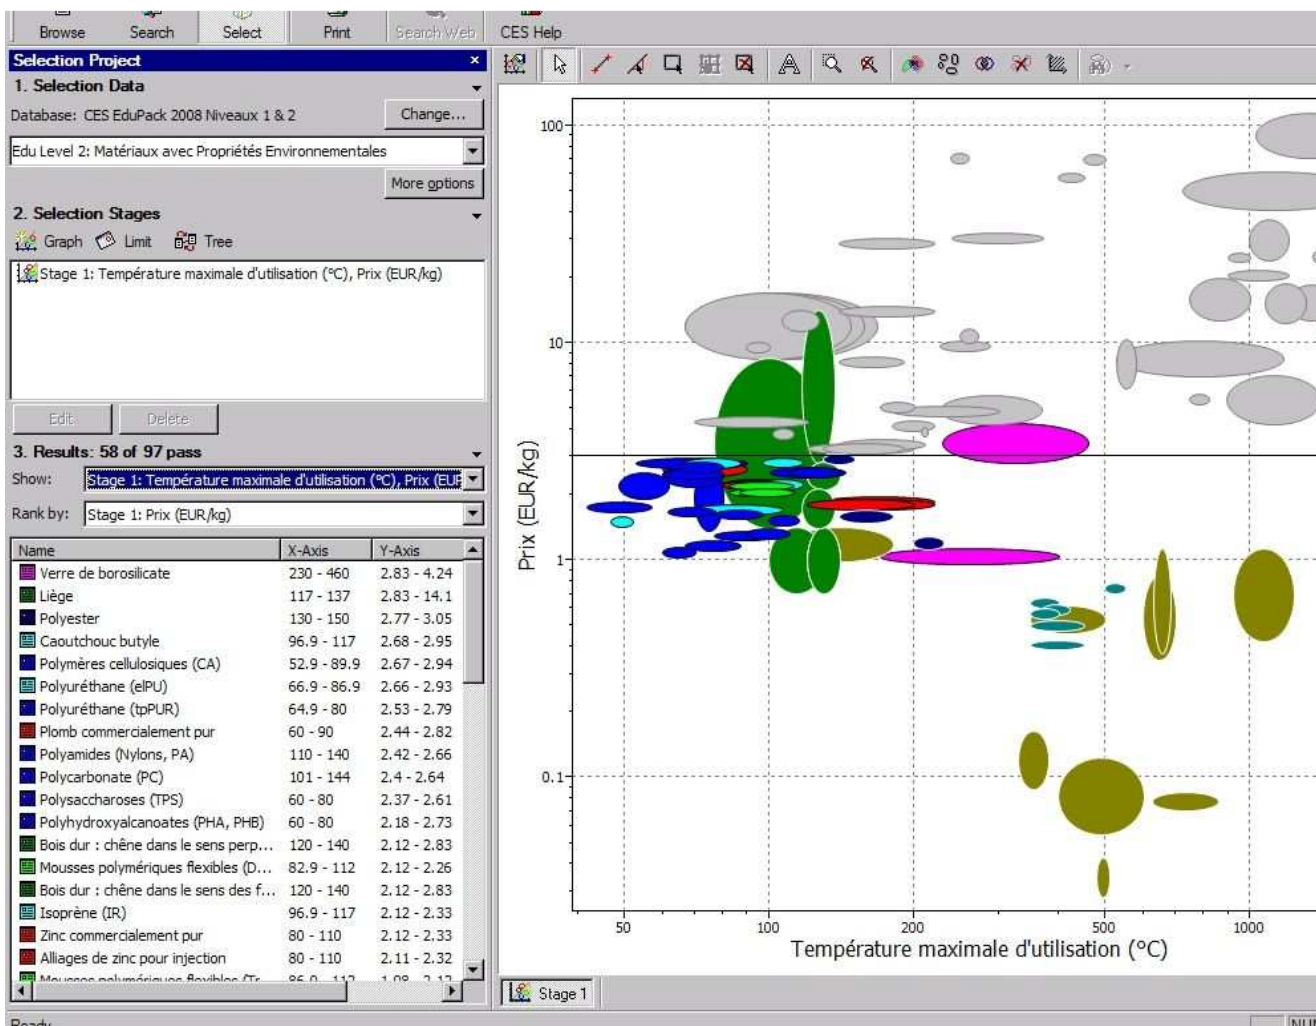 Browse Search Select Print Search Web CES Help
Selection Project
1. Selection Data
Database: CES EduPack 2008 Niveaux 1 & 2 Change...
Edu Level 2: Matériaux avec Propriétés Environnementales
More options
2. Selection Stages
Graph Limit Tree
Stage 1: Température maximale d'utilisation (°C), Prix (EUR/kg)
Edit Delete
3. Results: 58 of 97 pass
Show: Stage 1: Température maximale d'utilisation (°C), Prix (EUR
Rank by: Stage 1: Prix (EUR/kg)
Name X-Axis Y-Axis
Verre de borosilicate 230 - 460 2.83 - 4.24
Liège 117 - 137 2.83 - 14.1
Polyester 130 - 150 2.77 - 3.05
Caoutchouc butyle 96.9 - 117 2.68 - 2.95
Polymères cellulosiques (CA) 52.9 - 89.9 2.67 - 2.94
Polyuréthane (elPU) 66.9 - 86.9 2.66 - 2.93
Polyuréthane (tpPUR) 64.9 - 80 2.53 - 2.79
Plomb commercialement pur 60 - 90 2.44 - 2.82
Polyamides (Nylons, PA) 110 - 140 2.42 - 2.66
Polycarbonate (PC) 101 - 144 2.4 - 2.64
Polysaccharoses (TPS) 60 - 80 2.37 - 2.61
Polyhydroxyalcanoates (PHA, PHB) 60 - 80 2.18 - 2.73
Bois dur : chêne dans le sens perp... 120 - 140 2.12 - 2.83
Mousses polymériques flexibles (D... 82.9 - 112 2.12 - 2.26
Bois dur : chêne dans le sens des f... 120 - 140 2.12 - 2.83
Isoprène (IR) 96.9 - 117 2.12 - 2.33
Zinc commercialement pur 80 - 110 2.12 - 2.33
Alliages de zinc pour injection 80 - 110 2.11 - 2.32
Mousses polymériques flexibles (Tr
100
10
1
0.1
Prix (EUR/kg)
50 100 200 500 1000
Température maximale d'utilisation (°C)
Stage 1
Ready